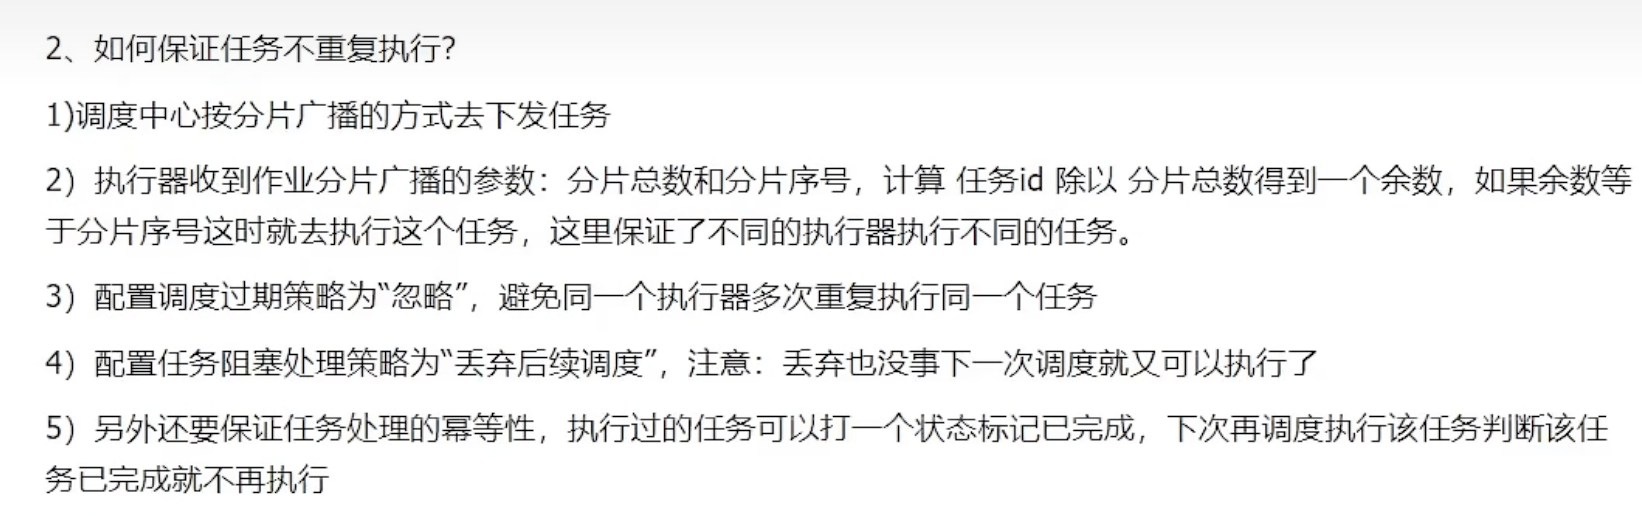 2、如何保证任务不重复执行?
1)调度中心按分片广播的方式去下发任务
2）执行器收到作业分片广播的参数：分片总数和分片序号，计算 任务id 除以 分片总数得到一个余数，如果余数等
于分片序号这时就去执行这个任务，这里保证了不同的执行器执行不同的任务。
3）配置调度过期策略为“忽略”，避免同一个执行器多次重复执行同一个任务
4）配置任务阻塞处理策略为“丢弃后续调度”，注意：丢弃也没事下一次调度就又可以执行了
5）另外还要保证任务处理的幂等性，执行过的任务可以打一个状态标记已完成，下次再调度执行该任务判断该任
务已完成就不再执行